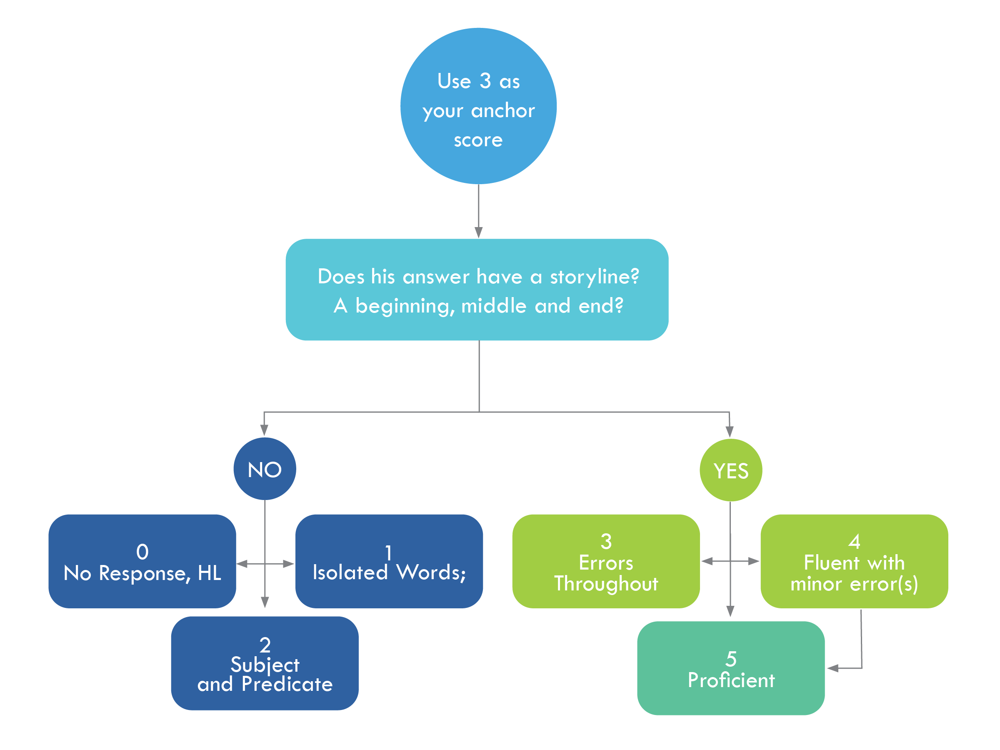 Use 3 as
your anchor
score
Does his answer have a storyline?
A beginning, middle and end?
NO
YES
0
No Response, HL
1
Isolated Words;
2
Subject
and Predicate
3
Errors
Throughout
4
Fluent with
minor error(s)
5
Proficient